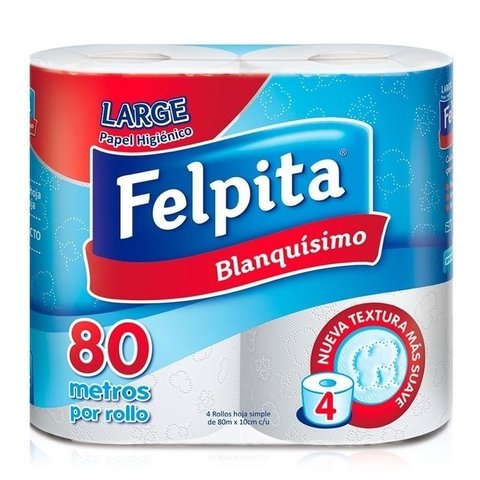 LARGE
Papel Higiénico
Felpita®
Blanquísimo
80
metros
por rollo
4 Rollos hoja simple
de 80m x 10cm c/u
NUEVA TEXTURA MÁS SUAVE
4
LARGE